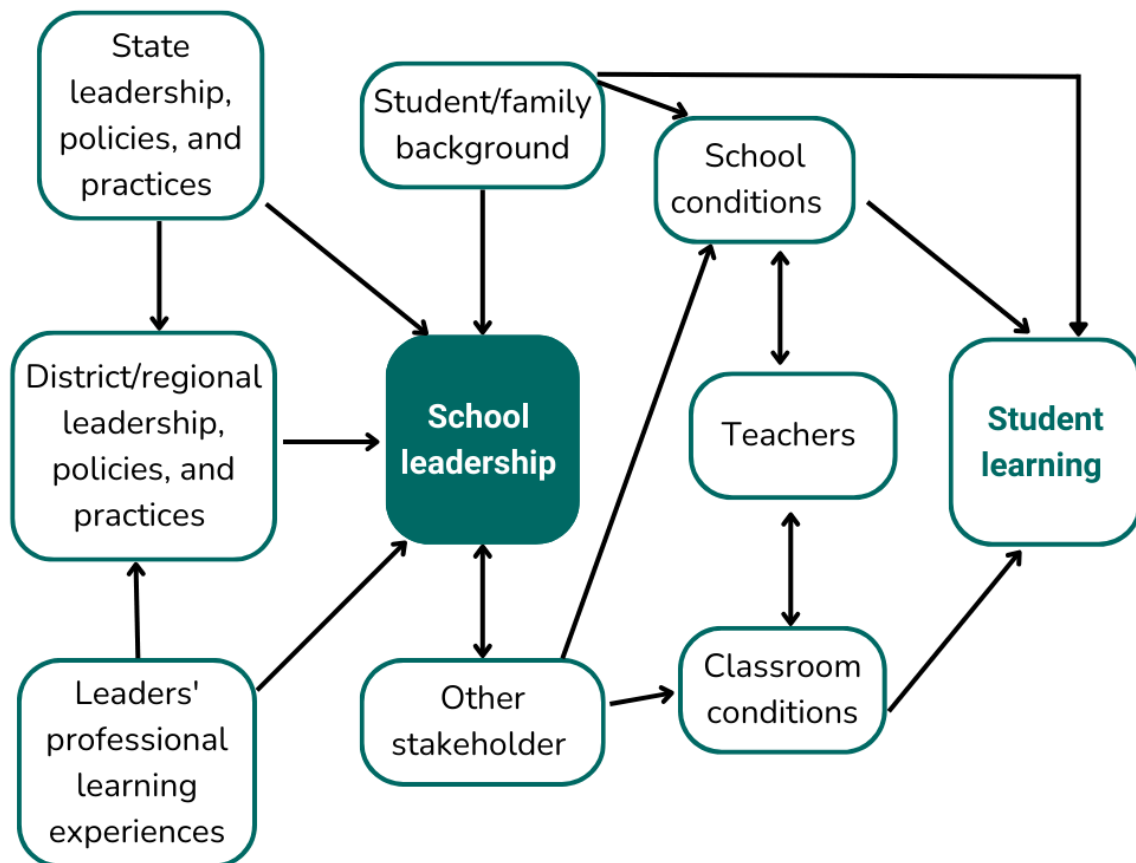 State
leadership,
policies, and
practices
Student/family
background
School
conditions
District/regional
leadership,
policies, and
practices
School
leadership
Teachers
Student
learning
Leaders'
professional
learning
experiences
Other
stakeholder
Classroom
conditions